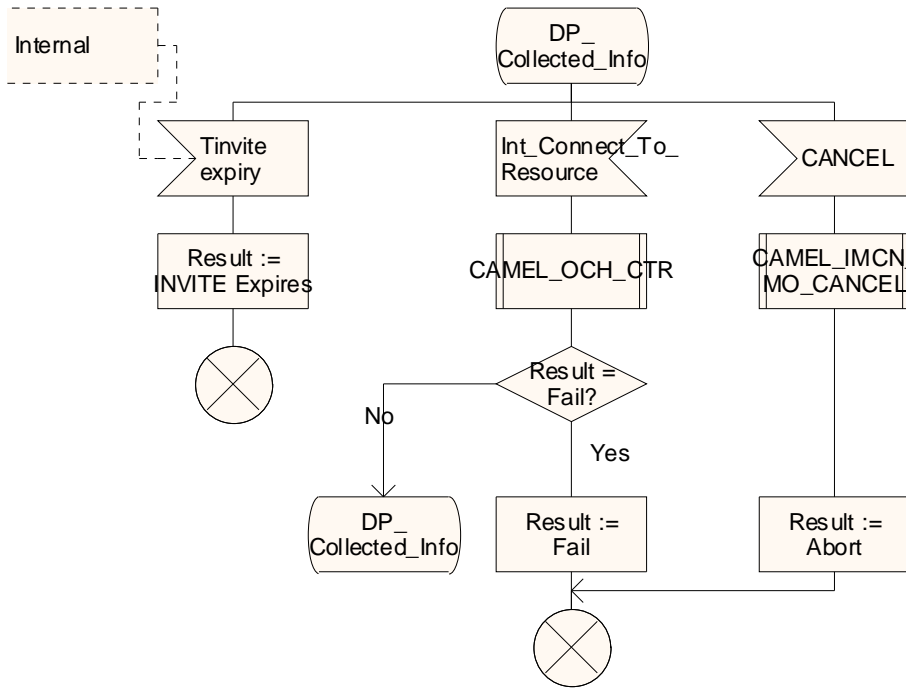 Internal
DP_
Collected_Info
Tinvite
expiry
Int_Connect_To_
Resource
CANCEL
Result :=
INVITE Expires
CAMEL_OCH_CTR
CAMEL_IMCN_
MO_CANCEL
Result =
Fail?
No
Yes
DP_
Collected_Info
Result :=
Fail
Result :=
Abort